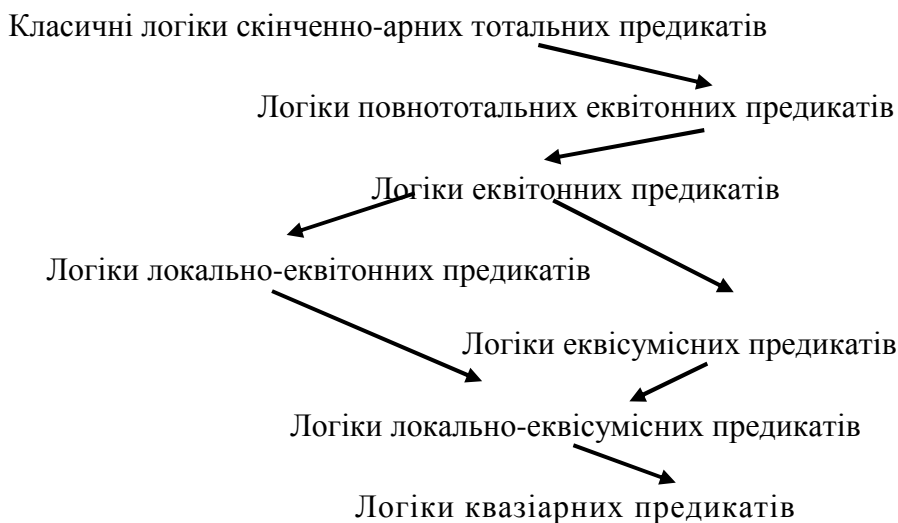 Класичні логіки скінченно-арних тотальних предикатів
Логіки повнототальних еквітонних предикатів
Логіки еквітонних предикатів
Логіки локально-еквітонних предикатів
Логіки еквісумісних предикатів
Логіки локально-еквісумісних предикатів
Логіки квазіарних предикатів